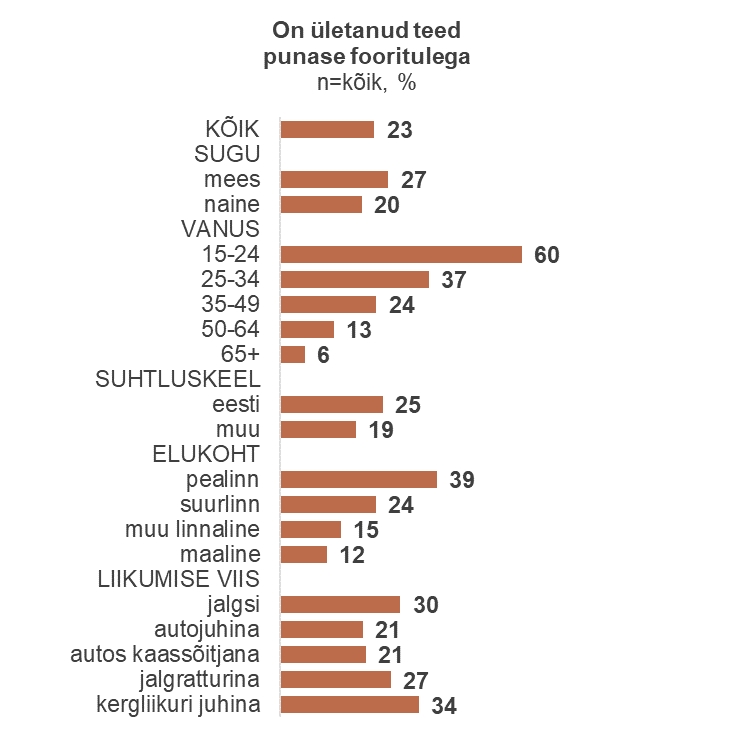 On ületanud teed
punase fooritulega
n=kõik, %
KÕIK 23
SUGU
mees 27
naine 20
VANUS
15-24 60
25-34 37
35-49 24
50-64 13
65+ 6
SUHTLUSKEEL
eesti 25
muu 19
ELUKOHT
pealinn 39
suurlinn 24
muu linnaline 15
maaline 12
LIIKUMISE VIIS
jalgsi 30
autojuhina 21
autos kaassõitjana 21
jalgratturina 27
kergliikuri juhina 34